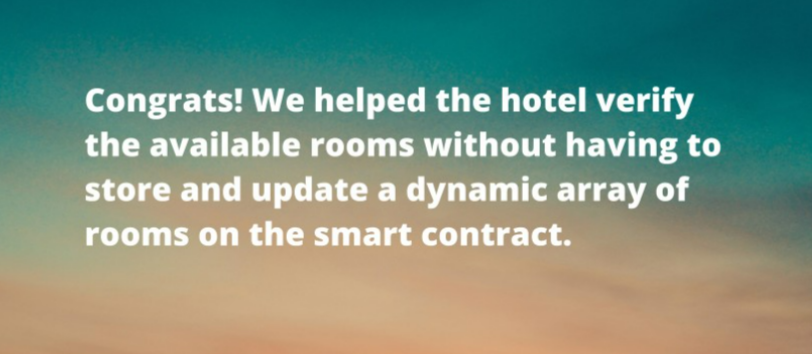 Congrats! We helped the hotel verify
the available rooms without having to
store and update a dynamic array of
rooms on the smart contract.